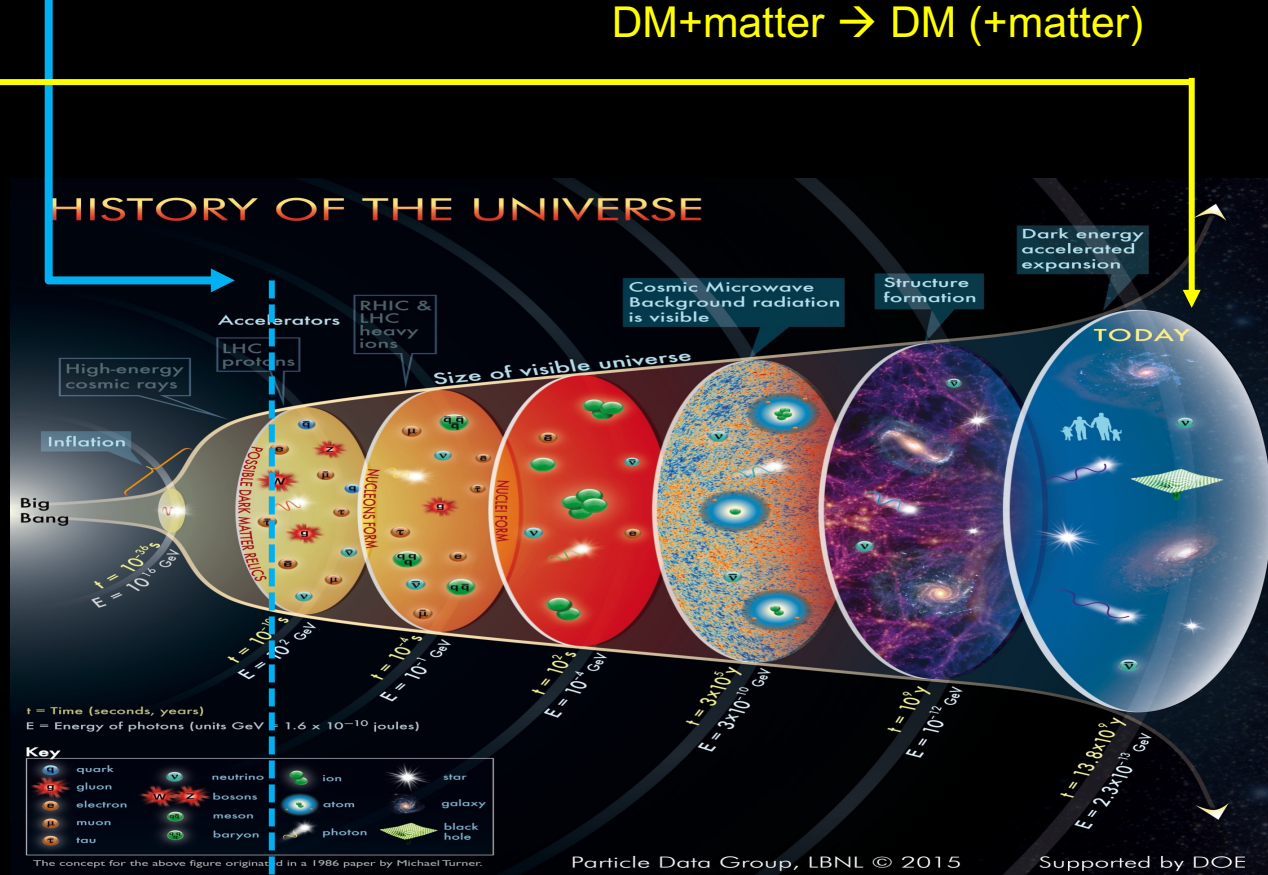 DM+matter → DM (+matter)
HISTORY OF THE UNIVERSE
Dark energy
accelerated
expansion
Structure
formation
Cosmic Microwave
Background radiation
is visible
RHIC &
LHC
heavy
ions
Accelerators
LHC
protons
High-energy
cosmic rays
Inflation
Size of visible universe
TODAY
Big
Bang
POSSIBLE DARK MATTER RELICS
NUCLEONS FORM
NUCLEI FORM
t = 10⁻³⁶ s
E = 10¹⁶ GeV
t = 10⁻¹⁰ s
E = 10² GeV
t = 10⁻⁴ s
E = 10⁻¹ GeV
t = 10² s
E = 10⁻⁴ GeV
t = 3x10⁵ y
E = 3x10⁻¹⁰ GeV
t = 10⁹ y
E = 10⁻¹² GeV
t = 13.8x10⁹ y
E = 2.3x10⁻¹³ GeV
t = Time (seconds, years)
E = Energy of photons (units GeV = 1.6 x 10⁻¹⁰ joules)
Key
q quark
g gluon
e electron
μ muon
τ tau
ν neutrino
W Z bosons
qq̄ meson
qqq baryon
ion
atom
photon
star
galaxy
black
hole
The concept for the above figure originated in a 1986 paper by Michael Turner.
Particle Data Group, LBNL © 2015
Supported by DOE